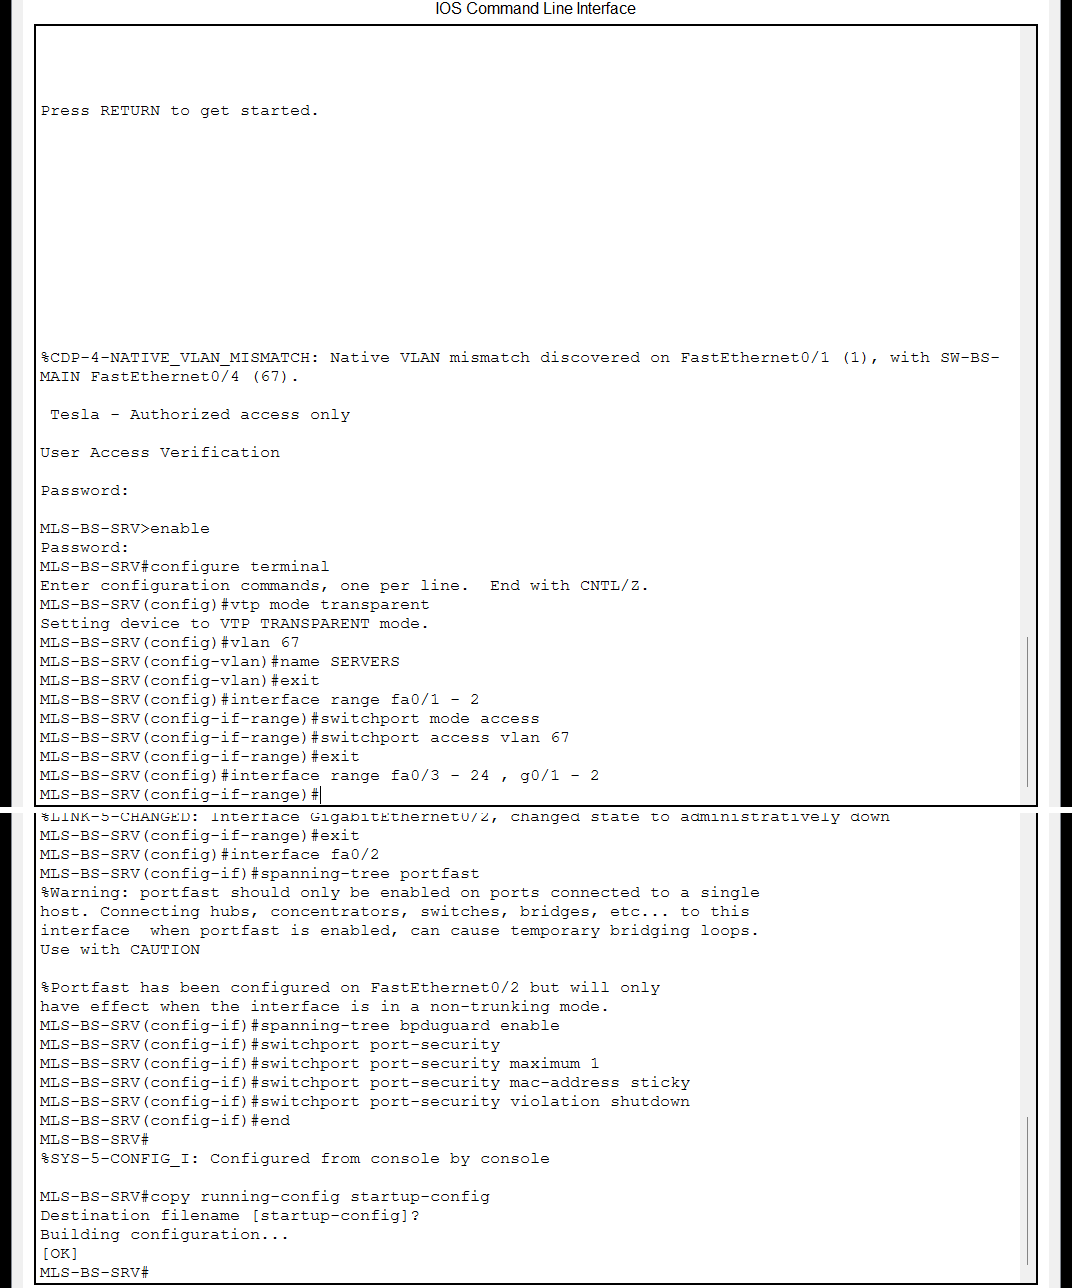 IOS Command Line Interface
Press RETURN to get started.
%CDP-4-NATIVE_VLAN_MISMATCH: Native VLAN mismatch discovered on FastEthernet0/1 (1), with SW-BS-
MAIN FastEthernet0/4 (67).
Tesla - Authorized access only
User Access Verification
Password:
MLS-BS-SRV>enable
Password:
MLS-BS-SRV#configure terminal
Enter configuration commands, one per line.  End with CNTL/Z.
MLS-BS-SRV(config)#vtp mode transparent
Setting device to VTP TRANSPARENT mode.
MLS-BS-SRV(config)#vlan 67
MLS-BS-SRV(config-vlan)#name SERVERS
MLS-BS-SRV(config-vlan)#exit
MLS-BS-SRV(config)#interface range fa0/1 - 2
MLS-BS-SRV(config-if-range)#switchport mode access
MLS-BS-SRV(config-if-range)#switchport access vlan 67
MLS-BS-SRV(config-if-range)#exit
MLS-BS-SRV(config)#interface range fa0/3 - 24 , g0/1 - 2
MLS-BS-SRV(config-if-range)#
%LINK-5-CHANGED: Interface GigabitEthernet0/2, changed state to administratively down
MLS-BS-SRV(config-if-range)#exit
MLS-BS-SRV(config)#interface fa0/2
MLS-BS-SRV(config-if)#spanning-tree portfast
%Warning: portfast should only be enabled on ports connected to a single
host. Connecting hubs, concentrators, switches, bridges, etc... to this
interface  when portfast is enabled, can cause temporary bridging loops.
Use with CAUTION
%Portfast has been configured on FastEthernet0/2 but will only
have effect when the interface is in a non-trunking mode.
MLS-BS-SRV(config-if)#spanning-tree bpduguard enable
MLS-BS-SRV(config-if)#switchport port-security
MLS-BS-SRV(config-if)#switchport port-security maximum 1
MLS-BS-SRV(config-if)#switchport port-security mac-address sticky
MLS-BS-SRV(config-if)#switchport port-security violation shutdown
MLS-BS-SRV(config-if)#end
MLS-BS-SRV#
%SYS-5-CONFIG_I: Configured from console by console
MLS-BS-SRV#copy running-config startup-config
Destination filename [startup-config]?
Building configuration...
[OK]
MLS-BS-SRV#